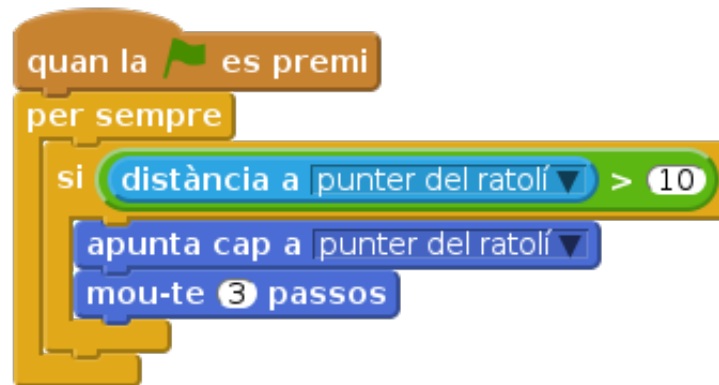 quan la es premi
per sempre
si distància a punter del ratolí > 10
apunta cap a punter del ratolí
mou-te 3 passos